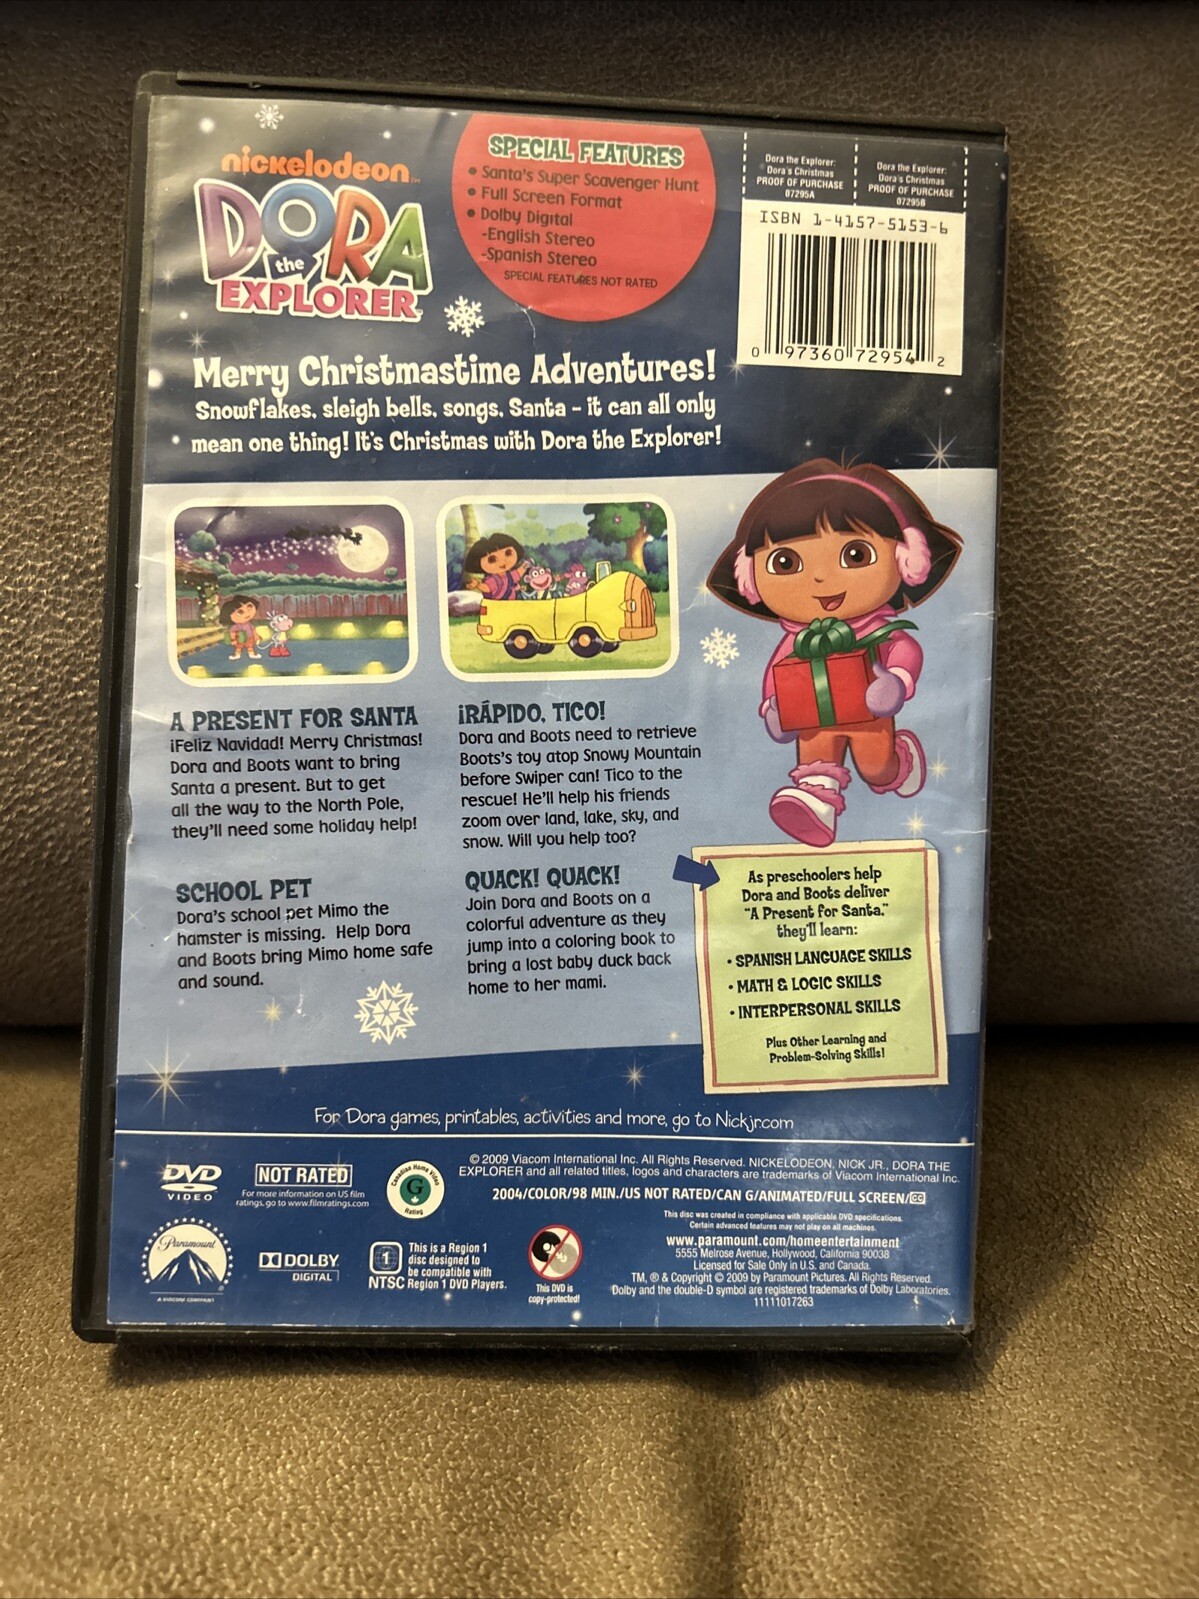 nickelodeon™
DORA
the
EXPLORER
SPECIAL FEATURES
• Santa's Super Scavenger Hunt
• Full Screen Format
• Dolby Digital
-English Stereo
-Spanish Stereo
SPECIAL FEATURES NOT RATED
Dora the Explorer:
Dora's Christmas
PROOF OF PURCHASE
87295A
Dora the Explorer:
Dora's Christmas
PROOF OF PURCHASE
87295B
ISBN 1-4157-5153-6
0 97360 72954 2
Merry Christmastime Adventures!
Snowflakes, sleigh bells, songs, Santa - it can all only
mean one thing! It's Christmas with Dora the Explorer!
A PRESENT FOR SANTA
¡Feliz Navidad! Merry Christmas!
Dora and Boots want to bring
Santa a present. But to get
all the way to the North Pole,
they'll need some holiday help!
¡RÁPIDO, TICO!
Dora and Boots need to retrieve
Boots's toy atop Snowy Mountain
before Swiper can! Tico to the
rescue! He'll help his friends
zoom over land, lake, sky, and
snow. Will you help too?
SCHOOL PET
Dora's school pet Mimo the
hamster is missing. Help Dora
and Boots bring Mimo home safe
and sound.
QUACK! QUACK!
Join Dora and Boots on a
colorful adventure as they
jump into a coloring book to
bring a lost baby duck back
home to her mami.
As preschoolers help
Dora and Boots deliver
"A Present for Santa,"
they'll learn:
• SPANISH LANGUAGE SKILLS
• MATH & LOGIC SKILLS
• INTERPERSONAL SKILLS
Plus Other Learning and
Problem-Solving Skills!
For Dora games, printables, activities and more, go to Nickjr.com
DVD
VIDEO
NOT RATED
For more information on US film
ratings, go to www.filmratings.com
Canadian Home Video
G
Rating
© 2009 Viacom International Inc. All Rights Reserved. NICKELODEON, NICK JR., DORA THE
EXPLORER and all related titles, logos and characters are trademarks of Viacom International Inc.
2004/COLOR/98 MIN./US NOT RATED/CAN G/ANIMATED/FULL SCREEN/CC
This disc was created in compliance with applicable DVD specifications.
Certain advanced features may not play on all machines.
www.paramount.com/homeentertainment
5555 Melrose Avenue, Hollywood, California 90038
Licensed for Sale Only in U.S. and Canada.
TM, ® & Copyright © 2009 by Paramount Pictures. All Rights Reserved.
Dolby and the double-D symbol are registered trademarks of Dolby Laboratories.
11111017263
Paramount
A VIACOM COMPANY
DOLBY
DIGITAL
1
NTSC
This is a Region 1
disc designed to
be compatible with
Region 1 DVD Players.
This DVD is
copy-protected!